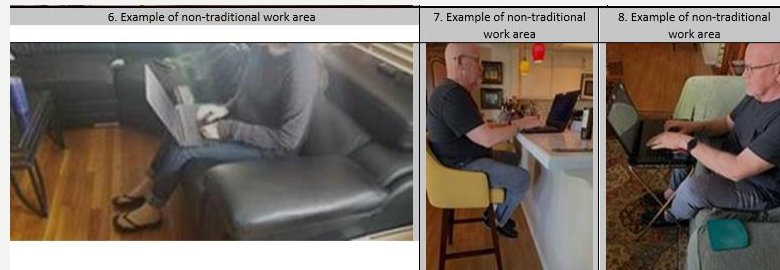 6. Example of non-traditional work area
7. Example of non-traditional
work area
8. Example of non-traditional
work area